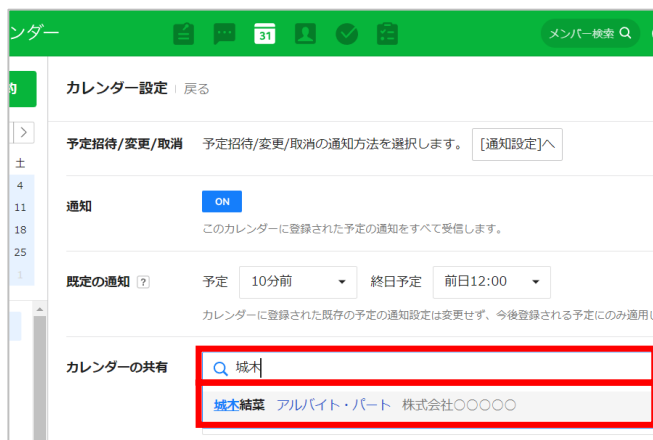 ンダー
31
メンバー検索
カレンダー設定 | 戻る
土
4
11
18
25
1
予定招待/変更/取消 予定招待/変更/取消の通知方法を選択します。 [通知設定]へ
通知 ON
このカレンダーに登録された予定の通知をすべて受信します。
既定の通知 ? 予定 10分前 終日予定 前日12:00
カレンダーに登録された既存の予定の通知設定は変更せず、今後登録される予定にのみ適用し
カレンダーの共有 城木
城木結菜 アルバイト・パート 株式会社○○○○○